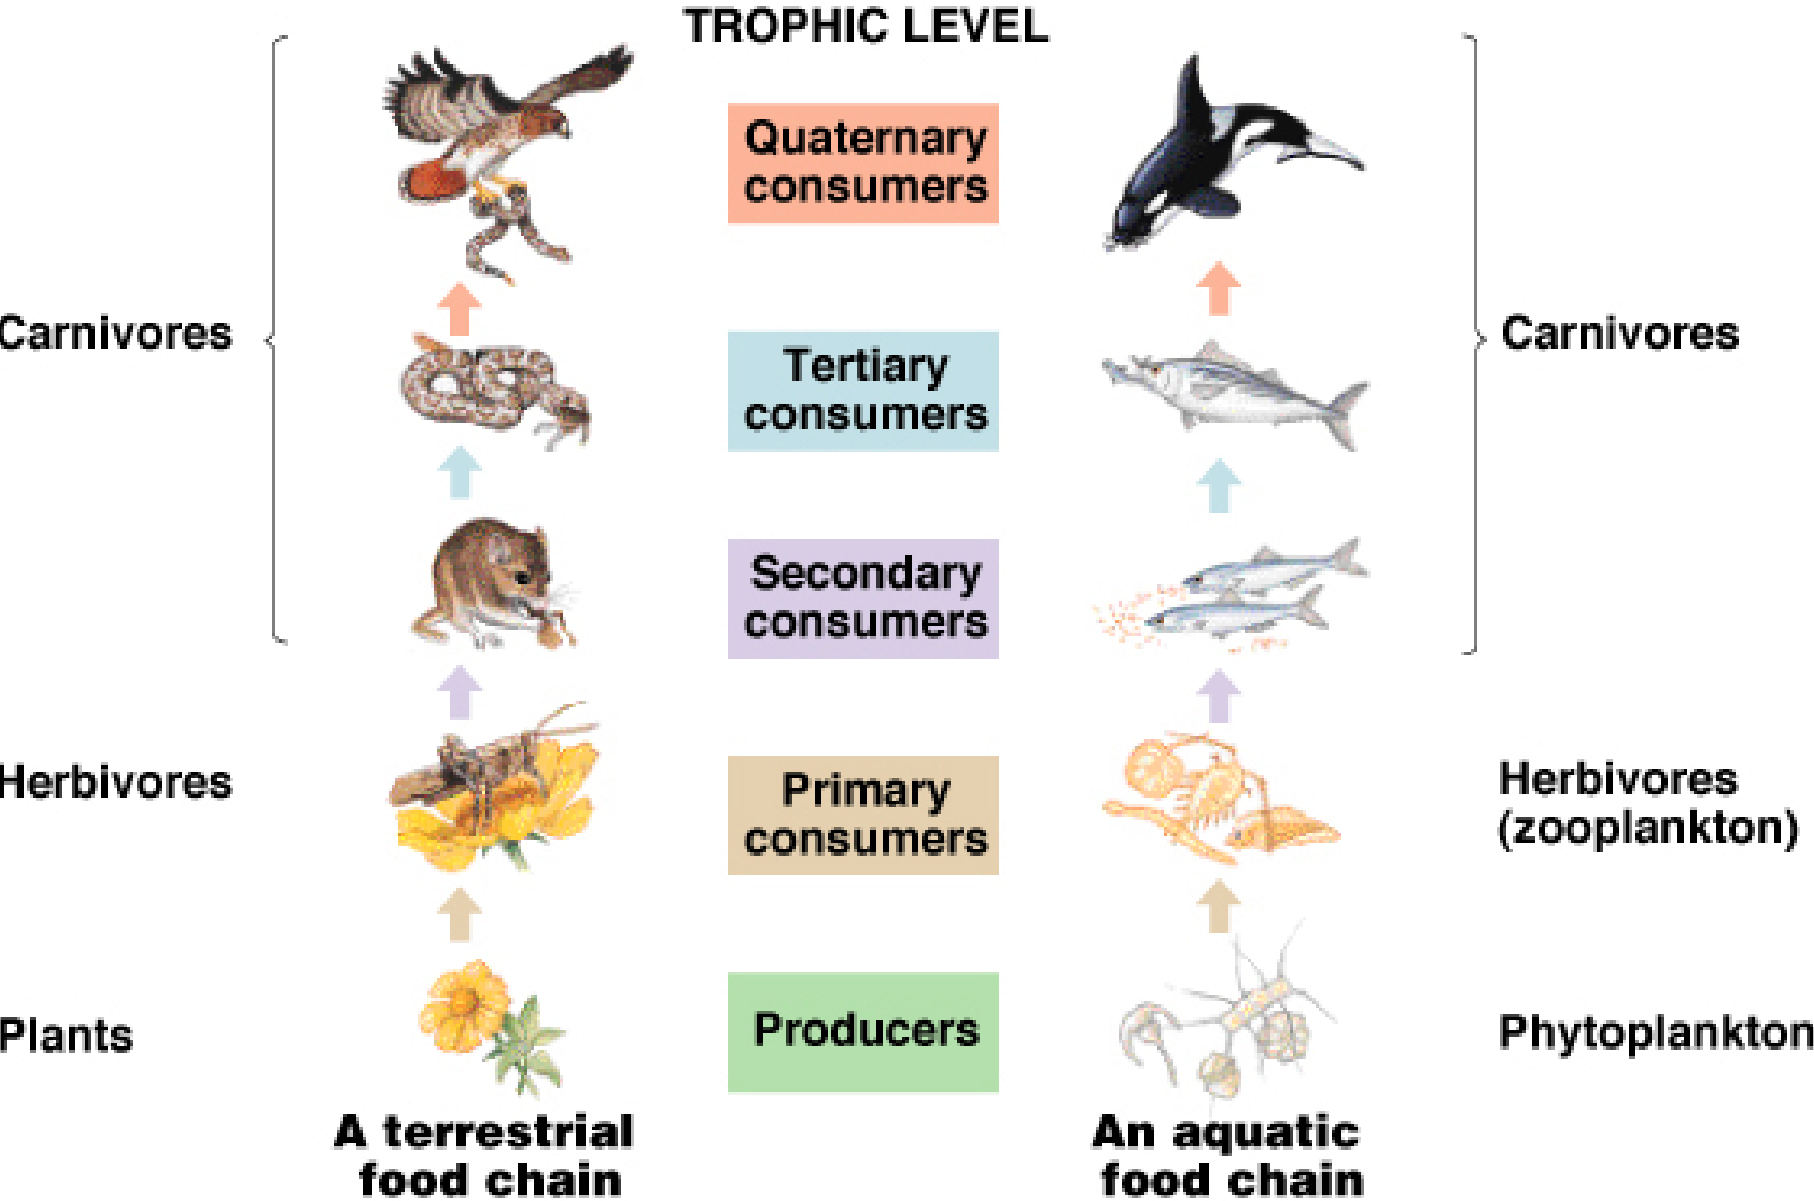 TROPHIC LEVEL
Quaternary
consumers
Carnivores
Tertiary
consumers
Carnivores
Secondary
consumers
Herbivores
Primary
consumers
Herbivores
(zooplankton)
Plants
Producers
Phytoplankton
A terrestrial
food chain
An aquatic
food chain